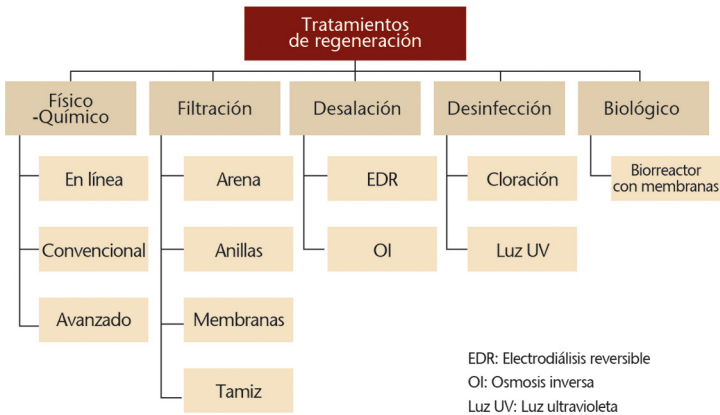 Tratamientos
de regeneración
Físico
-Químico
Filtración
Desalación
Desinfección
Biológico
En línea
Arena
EDR
Cloración
Biorreactor
con membranas
Convencional
Anillas
OI
Luz UV
Avanzado
Membranas
Tamiz
EDR: Electrodiálisis reversible
OI: Osmosis inversa
Luz UV: Luz ultravioleta